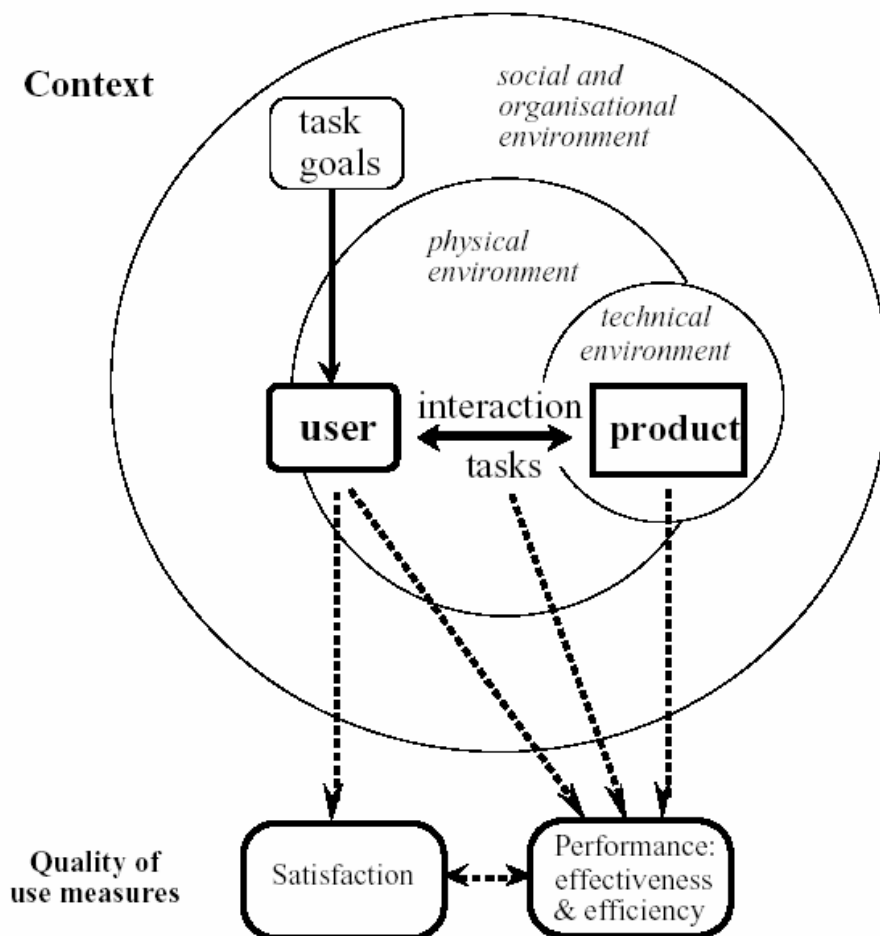 Context
social and
organisational
environment
task
goals
physical
environment
technical
environment
user
interaction
tasks
product
Quality of
use measures
Satisfaction
Performance:
effectiveness
& efficiency